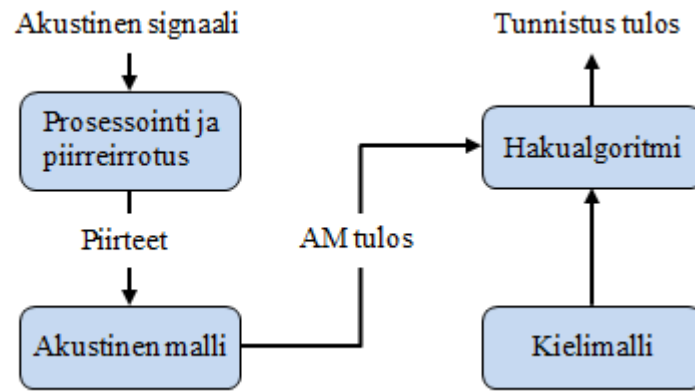 Akustinen signaali
Prosessointi ja
piirreirrotus
Piirteet
Akustinen malli
AM tulos
Tunnistus tulos
Hakualgoritmi
Kielimalli